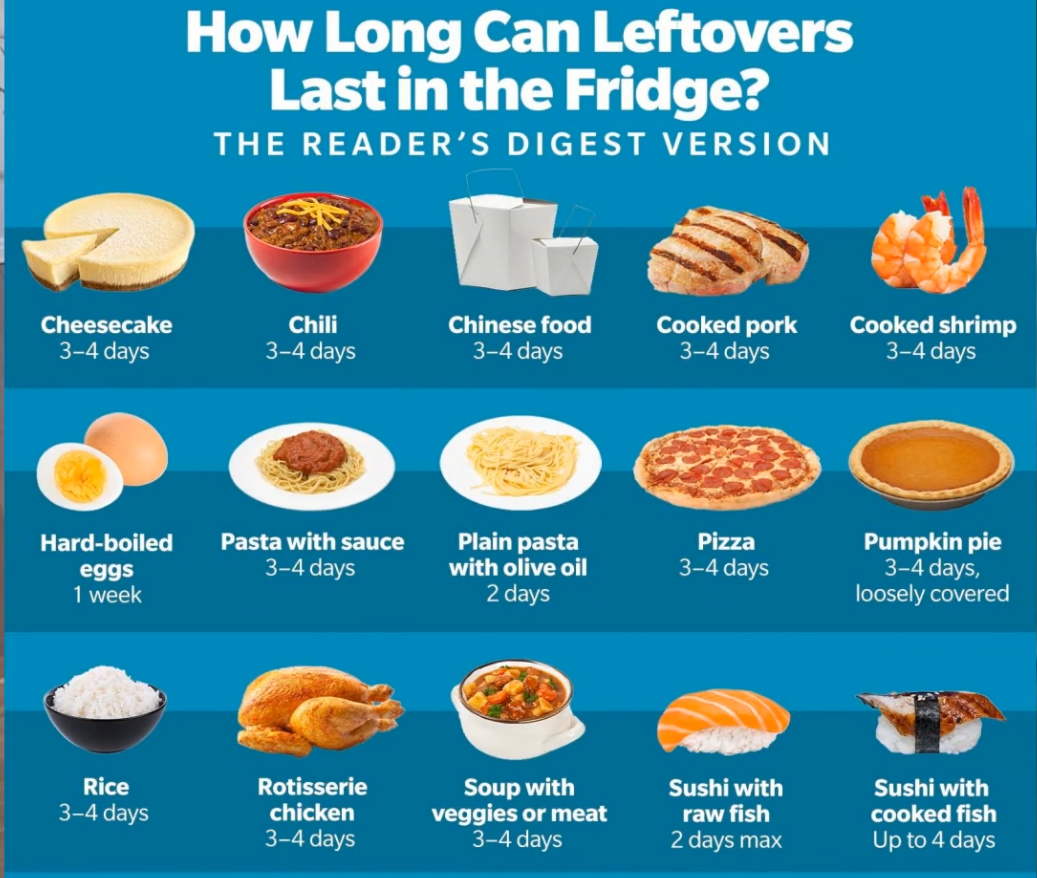 How Long Can Leftovers
Last in the Fridge?
THE READER'S DIGEST VERSION
Cheesecake
3–4 days
Chili
3–4 days
Chinese food
3–4 days
Cooked pork
3–4 days
Cooked shrimp
3–4 days
Hard-boiled
eggs
1 week
Pasta with sauce
3–4 days
Plain pasta
with olive oil
2 days
Pizza
3–4 days
Pumpkin pie
3–4 days,
loosely covered
Rice
3–4 days
Rotisserie
chicken
3–4 days
Soup with
veggies or meat
3–4 days
Sushi with
raw fish
2 days max
Sushi with
cooked fish
Up to 4 days